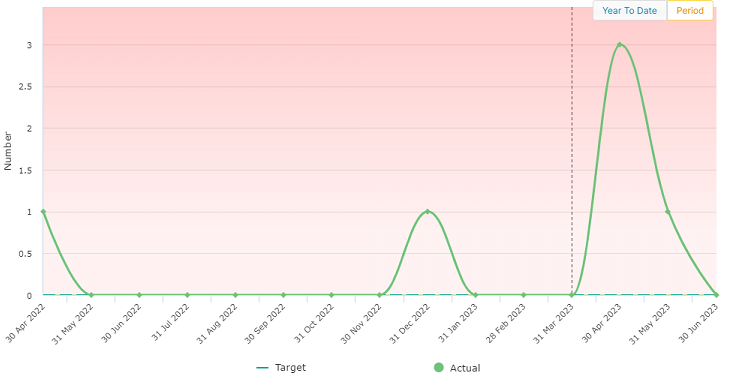 Year To Date Period
3
2.5
2
1.5
1
0.5
0
Number
30 Apr 2022
31 May 2022
30 Jun 2022
31 Jul 2022
31 Aug 2022
30 Sep 2022
31 Oct 2022
30 Nov 2022
31 Dec 2022
31 Jan 2023
28 Feb 2023
31 Mar 2023
30 Apr 2023
31 May 2023
30 Jun 2023
Target Actual